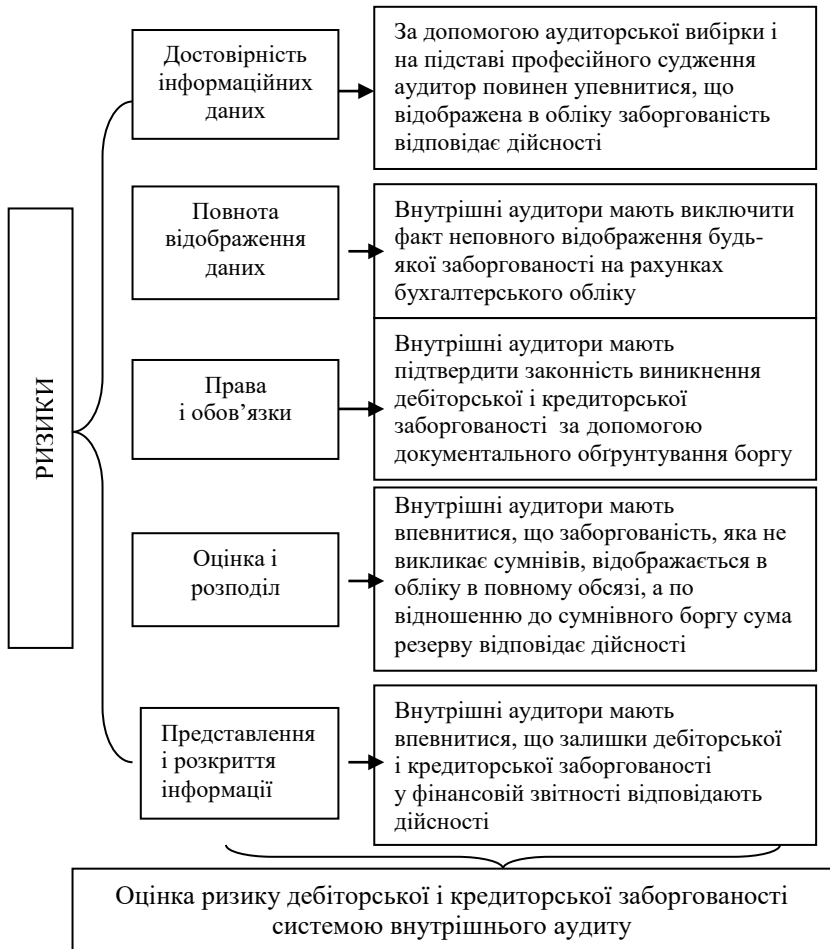 РИЗИКИ
Достовірність
інформаційних
даних
За допомогою аудиторської вибірки і
на підставі професійного судження
аудитор повинен упевнитися, що
відображена в обліку заборгованість
відповідає дійсності
Повнота
відображення
даних
Внутрішні аудитори мають виключити
факт неповного відображення будь-
якої заборгованості на рахунках
бухгалтерського обліку
Права
і обов’язки
Внутрішні аудитори мають
підтвердити законність виникнення
дебіторської і кредиторської
заборгованості за допомогою
документального обґрунтування боргу
Оцінка і
розподіл
Внутрішні аудитори мають
впевнитися, що заборгованість, яка не
викликає сумнівів, відображається в
обліку в повному обсязі, а по
відношенню до сумнівного боргу сума
резерву відповідає дійсності
Представлення
і розкриття
інформації
Внутрішні аудитори мають
впевнитися, що залишки дебіторської
і кредиторської заборгованості
у фінансовій звітності відповідають
дійсності
Оцінка ризику дебіторської і кредиторської заборгованості
системою внутрішнього аудиту